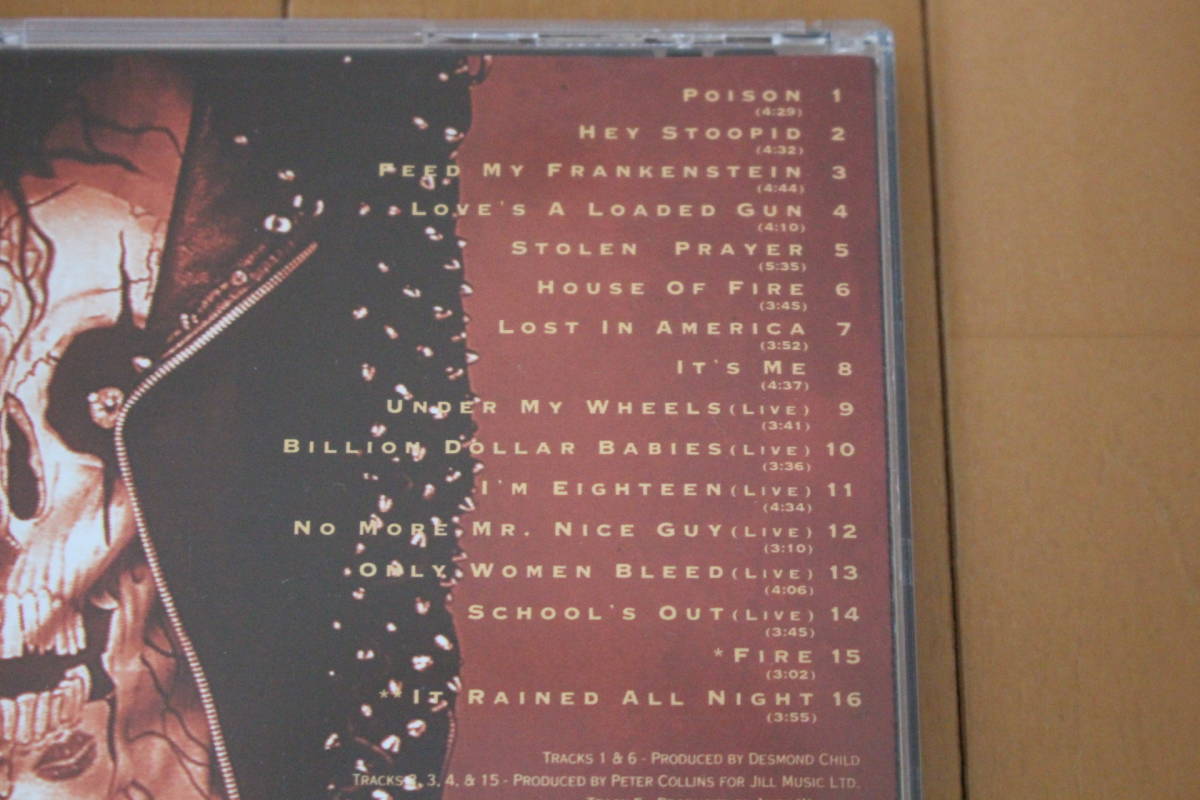 POISON 1
(4:29)
HEY STOOPID 2
(4:32)
FEED MY FRANKENSTEIN 3
(4:44)
LOVE'S A LOADED GUN 4
(4:10)
STOLEN PRAYER 5
(5:35)
HOUSE OF FIRE 6
(3:45)
LOST IN AMERICA 7
(3:52)
IT'S ME 8
(4:37)
UNDER MY WHEELS (LIVE) 9
(3:41)
BILLION DOLLAR BABIES (LIVE) 10
(3:36)
I'M EIGHTEEN (LIVE) 11
(4:34)
NO MORE MR. NICE GUY (LIVE) 12
(3:10)
ONLY WOMEN BLEED (LIVE) 13
(4:06)
SCHOOL'S OUT (LIVE) 14
(3:45)
*FIRE 15
(3:02)
**IT RAINED ALL NIGHT 16
(3:55)
TRACKS 1 & 6 - PRODUCED BY DESMOND CHILD
TRACKS 2, 3, 4, & 15 - PRODUCED BY PETER COLLINS FOR JILL MUSIC LTD.